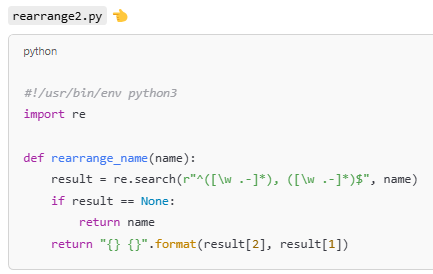 rearrange2.py 👈
python
#!/usr/bin/env python3
import re
def rearrange_name(name):
    result = re.search(r"^([\w .-]*), ([\w .-]*)$", name)
    if result == None:
        return name
    return "{} {}".format(result[2], result[1])